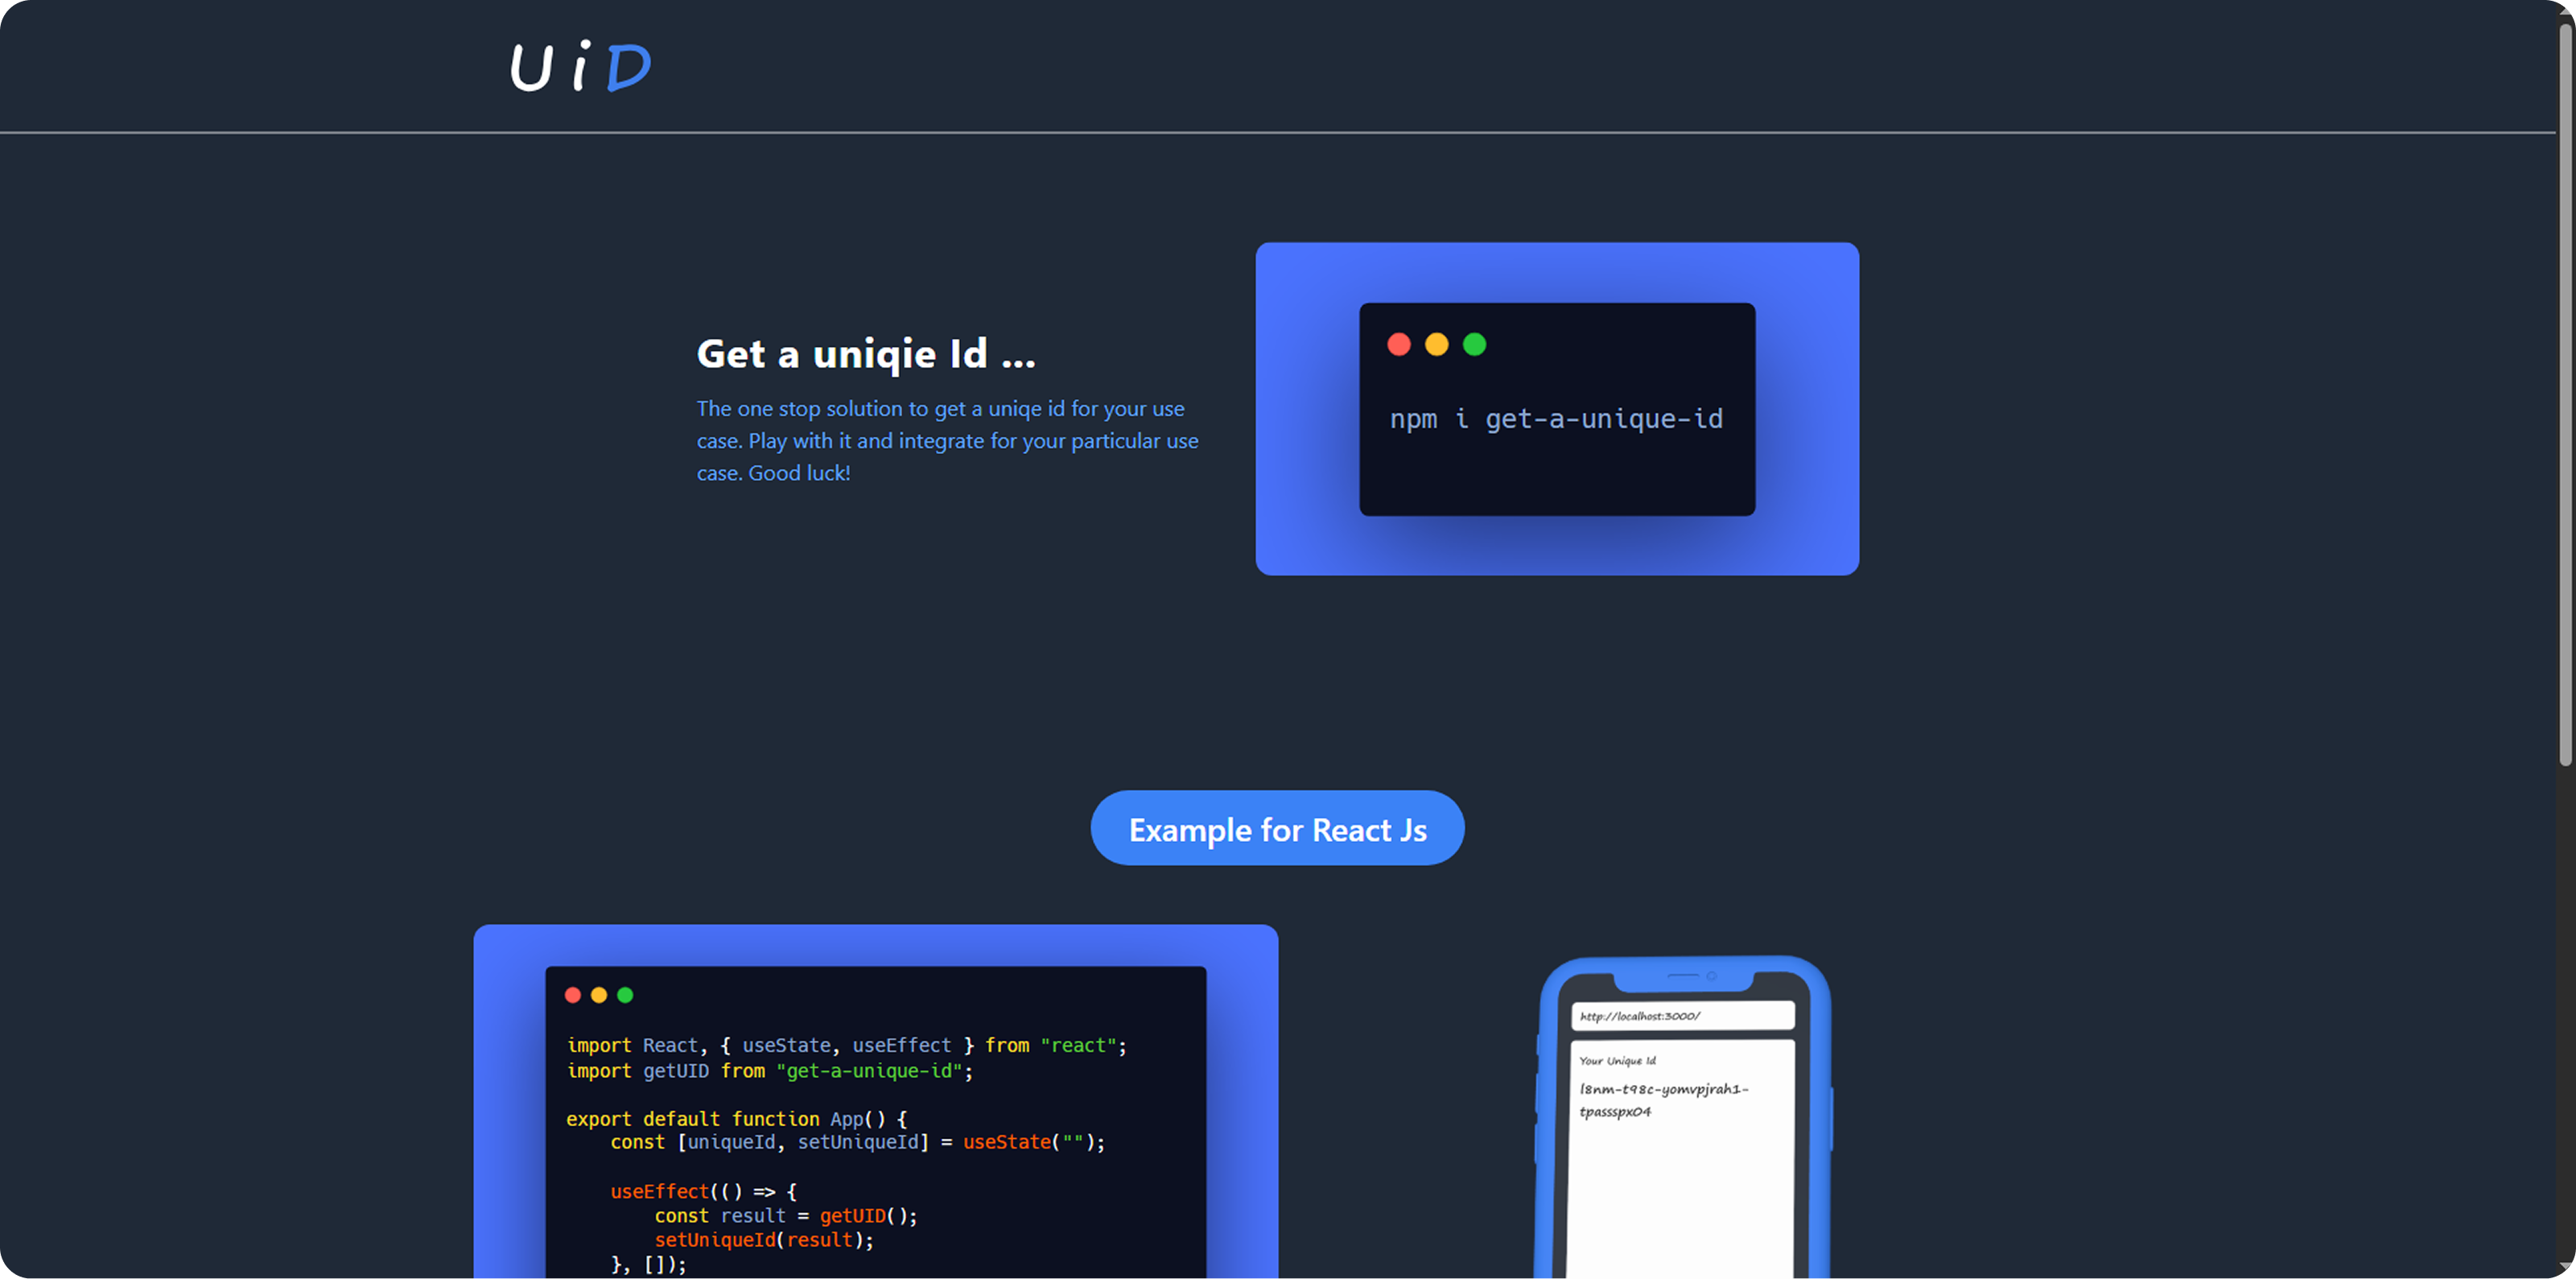 UiD
Get a uniqie Id ...
The one stop solution to get a uniqe id for your use
case. Play with it and integrate for your particular use
case. Good luck!
npm i get-a-unique-id
Example for React Js
import React, { useState, useEffect } from "react";
import getUID from "get-a-unique-id";
export default function App() {
const [uniqueId, setUniqueId] = useState("");
useEffect(() => {
const result = getUID();
setUniqueId(result);
}, []);
http://localhost:3000/
Your Unique Id
l8nm-t98c-yomvpjrah1-
tpassspx04